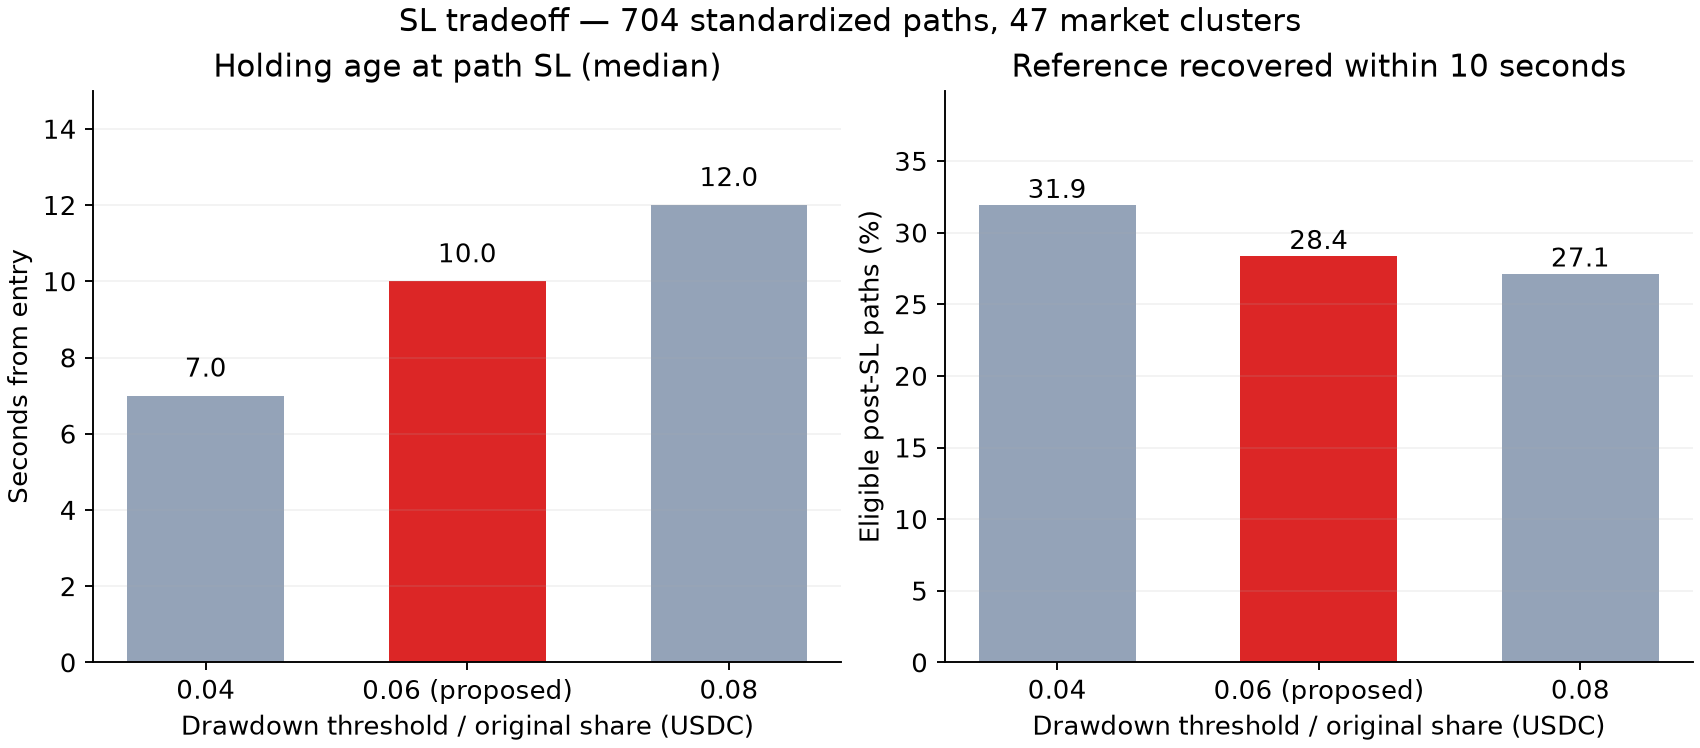 SL tradeoff — 704 standardized paths, 47 market clusters
Holding age at path SL (median)
Seconds from entry
14
12
10
8
6
4
2
0
7.0
10.0
12.0
0.04
0.06 (proposed)
0.08
Drawdown threshold / original share (USDC)
Reference recovered within 10 seconds
Eligible post-SL paths (%)
35
30
25
20
15
10
5
0
31.9
28.4
27.1
0.04
0.06 (proposed)
0.08
Drawdown threshold / original share (USDC)